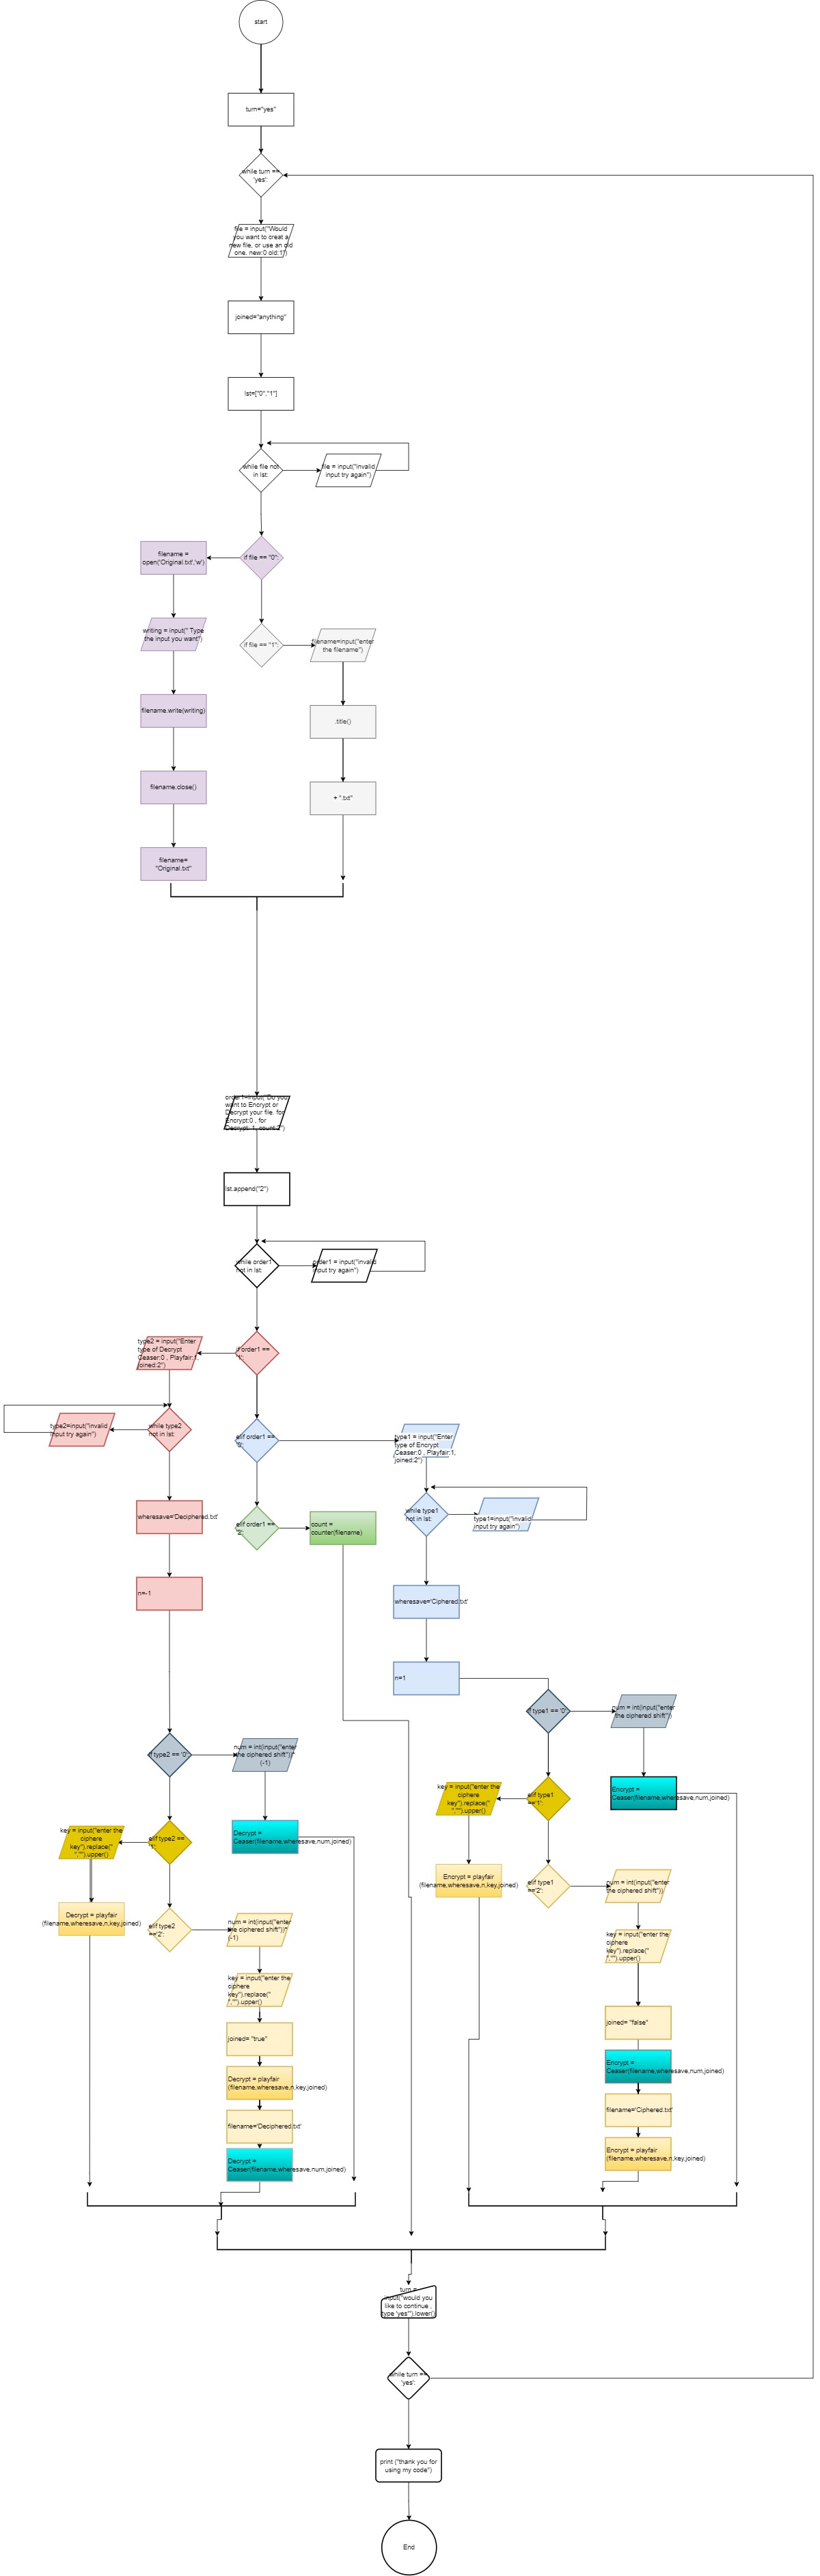 start
turn="yes"
while turn ==
'yes':
file = input("Would
you want to creat a
new file, or use an old
one. new:0 old:1")
joined="anything"
lst=["0","1"]
while file not
in lst:
file = input("invalid
input try again")
filename =
open('Original.txt','w')
if file == "0":
writing = input(" Type
the input you want")
if file == "1":
filename=input("enter
the filename")
filename.write(writing)
.title()
filename.close()
+ ".txt"
filename=
"Original.txt"
order1=input("Do you
want to Encrypt or
Decrypt your file. for
Encrypt:0 , for
Decrypt: 1, count:2")
lst.append("2")
while order1
not in lst:
order1 = input("invalid
input try again")
type2 = input("Enter
type of Decrypt
Ceaser:0 , Playfair:1,
joined:2")
if order1 ==
'1':
type2=input("invalid
input try again")
while type2
not in lst:
elif order1 ==
'0':
type1 = input("Enter
type of Encrypt
Ceaser:0 , Playfair:1,
joined:2")
wheresave='Deciphered.txt'
elif order1 ==
'2':
count =
counter(filename)
while type1
not in lst:
type1=input("invalid
input try again")
n=-1
wheresave='Ciphered.txt'
n=1
if type1 == '0'
num = int(input("enter
the ciphered shift"))
if type2 == '0'
num = int(input("enter
the ciphered shift"))*
(-1)
key = input("enter the
ciphere
key").replace("
","").upper()
elif type1
=='1':
Encrypt =
Ceaser(filename,wheresave,num,joined)
key = input("enter the
ciphere
key").replace("
","").upper()
elif type2 ==
'1':
Decrypt =
Ceaser(filename,wheresave,num,joined)
Encrypt = playfair
(filename,wheresave,n,key,joined)
elif type1
=='2':
num = int(input("enter
the ciphered shift"))
Decrypt = playfair
(filename,wheresave,n,key,joined)
elif type2
=='2':
num = int(input("enter
the ciphered shift"))*
(-1)
key = input("enter the
ciphere
key").replace("
","").upper()
key = input("enter the
ciphere
key").replace("
","").upper()
joined= "true"
joined= "false"
Decrypt = playfair
(filename,wheresave,n,key,joined)
Encrypt =
Ceaser(filename,wheresave,num,joined)
filename='Deciphered.txt'
filename='Ciphered.txt'
Decrypt =
Ceaser(filename,wheresave,num,joined)
Encrypt = playfair
(filename,wheresave,n,key,joined)
turn =
input("would you
like to continue ,
type 'yes'").lower()
while turn ==
'yes':
print ("thank you for
using my code")
End